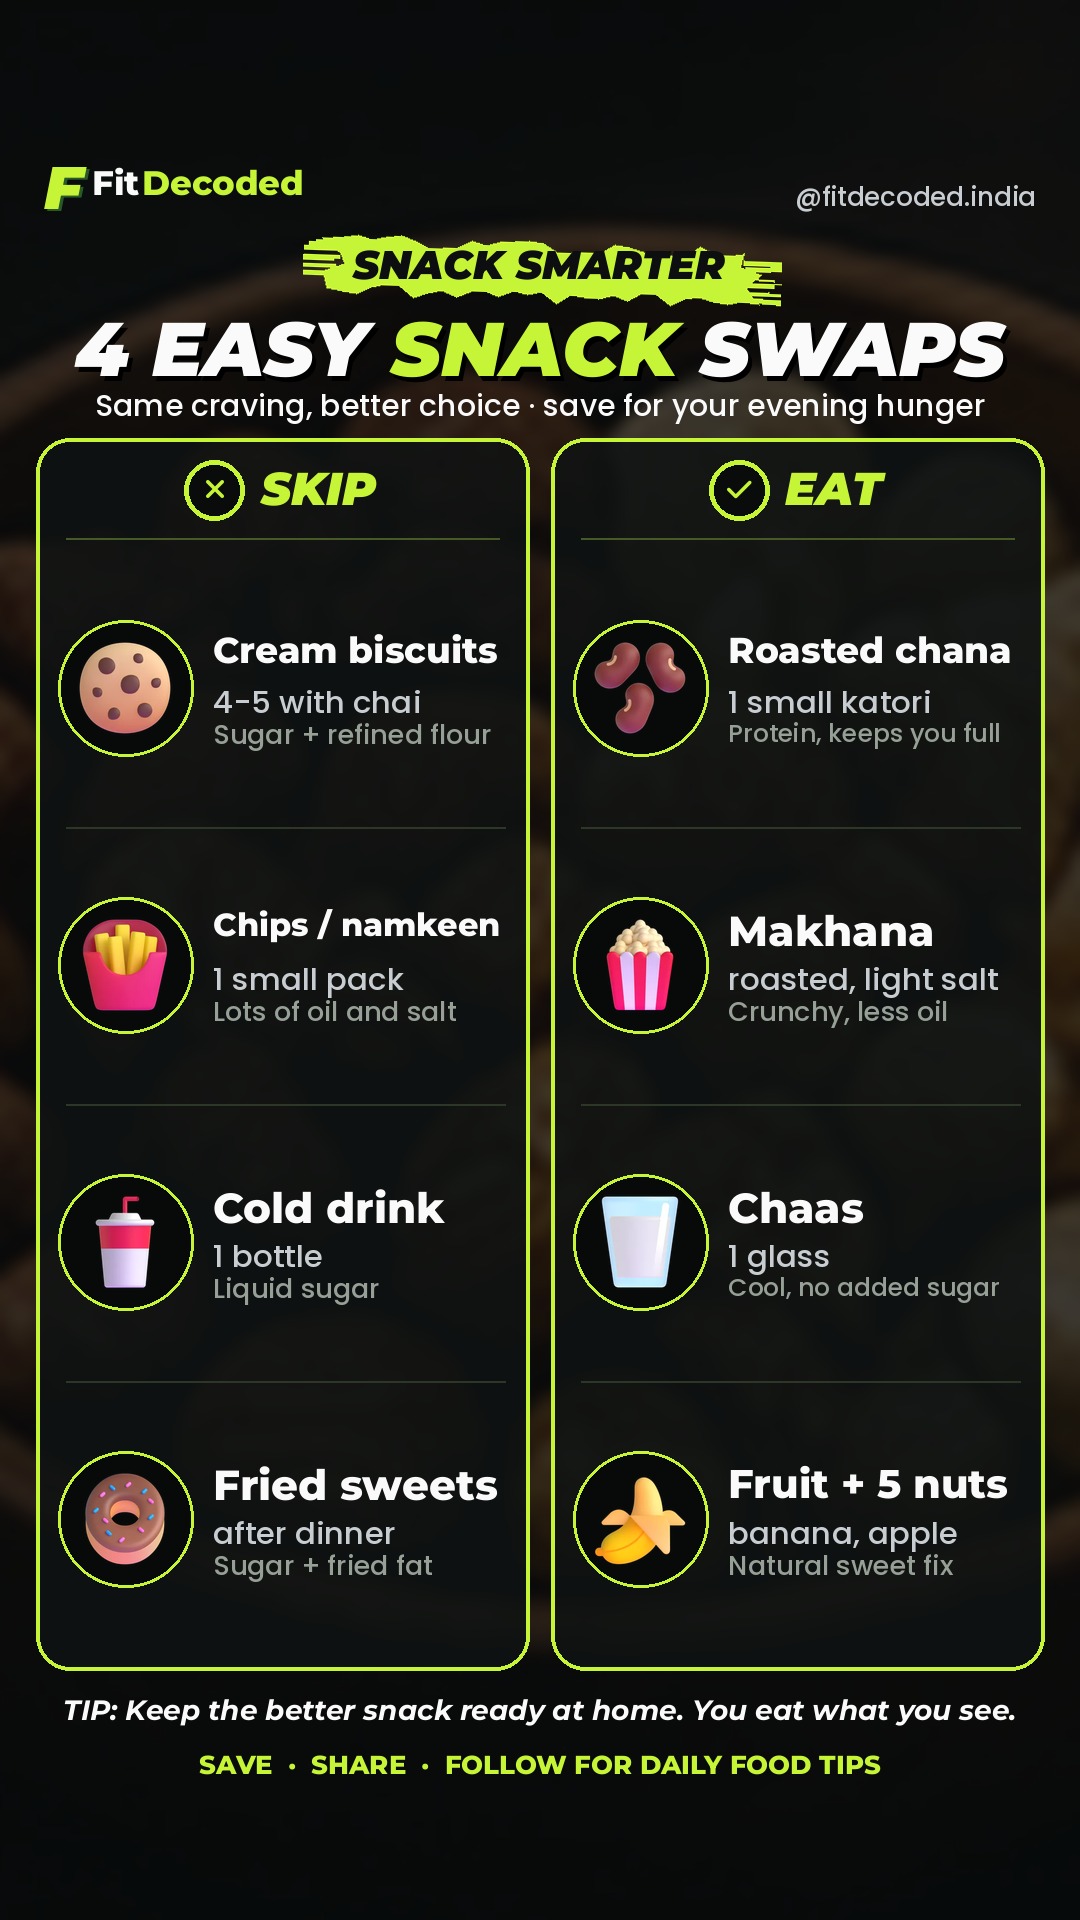 F FitDecoded
@fitdecoded.india
SNACK SMARTER
4 EASY SNACK SWAPS
Same craving, better choice · save for your evening hunger
SKIP
Cream biscuits
4-5 with chai
Sugar + refined flour
Chips / namkeen
1 small pack
Lots of oil and salt
Cold drink
1 bottle
Liquid sugar
Fried sweets
after dinner
Sugar + fried fat
EAT
Roasted chana
1 small katori
Protein, keeps you full
Makhana
roasted, light salt
Crunchy, less oil
Chaas
1 glass
Cool, no added sugar
Fruit + 5 nuts
banana, apple
Natural sweet fix
TIP: Keep the better snack ready at home. You eat what you see.
SAVE · SHARE · FOLLOW FOR DAILY FOOD TIPS